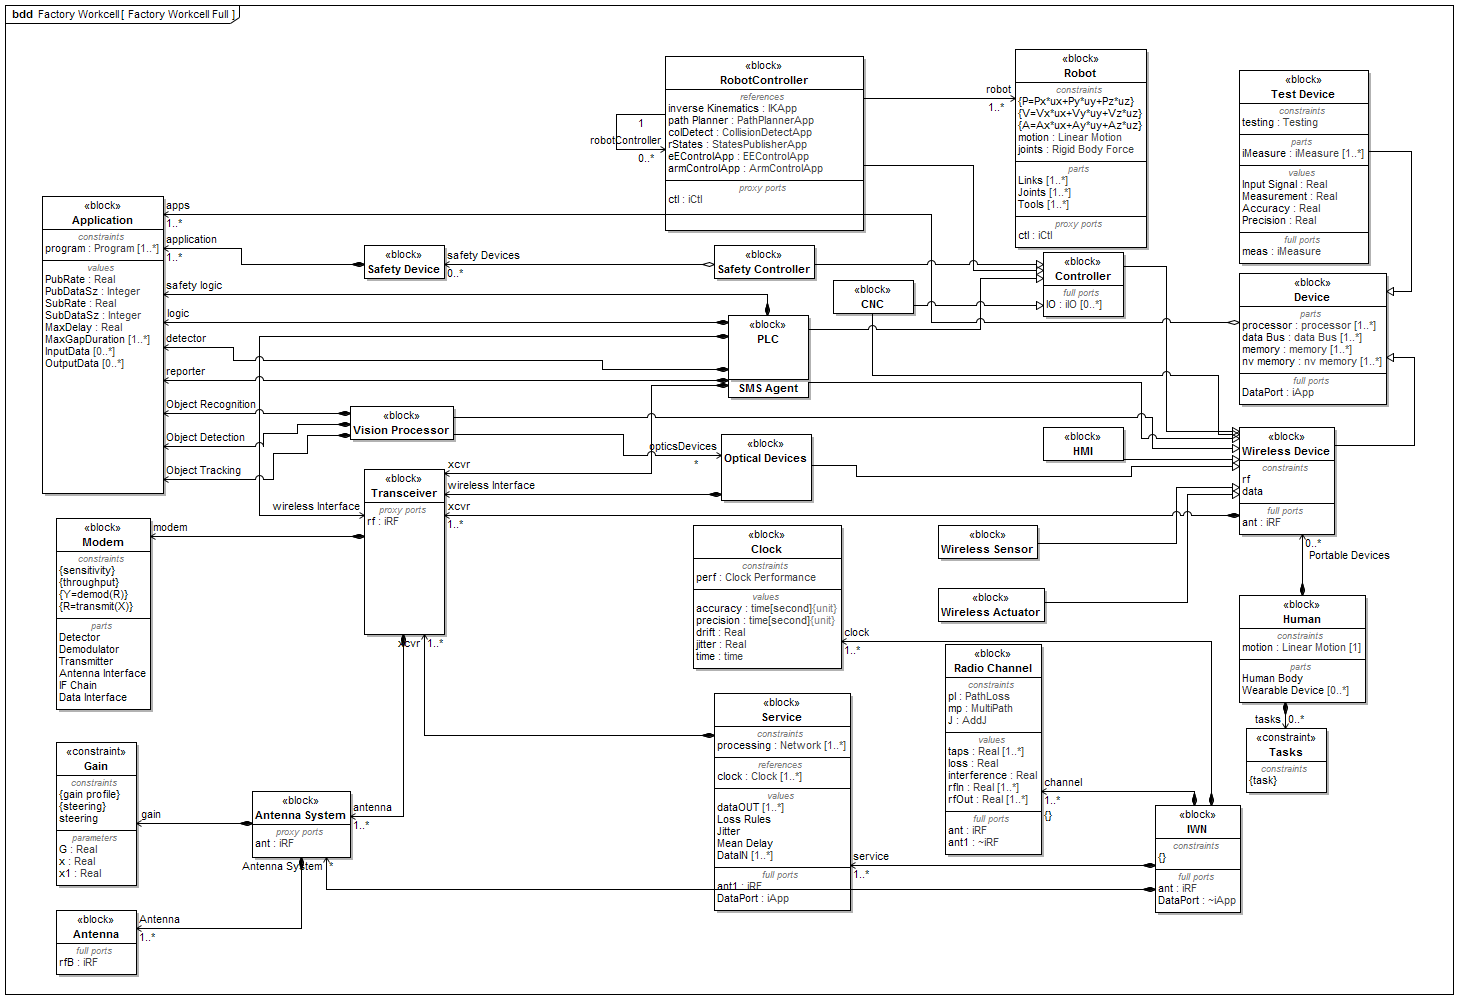 bdd Factory Workcell[ Factory Workcell Full ]
«block»
RobotController
references
inverse Kinematics : IKApp
path Planner : PathPlannerApp
colDetect : CollisionDetectApp
rStates : StatesPublisherApp
eEControlApp : EEControlApp
armControlApp : ArmControlApp
proxy ports
ctl : iCtl
1
robotController
0..*
robot
1..*
«block»
Robot
constraints
{P=Px*ux+Py*uy+Pz*uz}
{V=Vx*ux+Vy*uy+Vz*uz}
{A=Ax*ux+Ay*uy+Az*uz}
motion : Linear Motion
joints : Rigid Body Force
parts
Links [1..*]
Joints [1..*]
Tools [1..*]
proxy ports
ctl : iCtl
«block»
Test Device
constraints
testing : Testing
parts
iMeasure : iMeasure [1..*]
values
Input Signal : Real
Measurement : Real
Accuracy : Real
Precision : Real
full ports
meas : iMeasure
«block»
Application
constraints
program : Program [1..*]
values
PubRate : Real
PubDataSz : Integer
SubRate : Real
SubDataSz : Integer
MaxDelay : Real
MaxGapDuration [1..*]
InputData [0..*]
OutputData [0..*]
apps
1..*
application
1..*
safety logic
logic
detector
reporter
Object Recognition
Object Detection
Object Tracking
«block»
Safety Device
safety Devices
0..*
«block»
Safety Controller
«block»
Controller
full ports
IO : iIO [0..*]
«block»
CNC
«block»
Device
parts
processor : processor [1..*]
data Bus : data Bus [1..*]
memory : memory [1..*]
nv memory : nv memory [1..*]
full ports
DataPort : iApp
«block»
PLC
SMS Agent
«block»
Vision Processor
opticsDevices
*
«block»
Optical Devices
«block»
HMI
«block»
Wireless Device
constraints
rf
data
full ports
ant : iRF
«block»
Transceiver
proxy ports
rf : iRF
xcvr
wireless Interface
xcvr
1..*
wireless Interface
modem
«block»
Modem
constraints
{sensitivity}
{throughput}
{Y=demod(R)}
{R=transmit(X)}
parts
Detector
Demodulator
Transmitter
Antenna Interface
IF Chain
Data Interface
xcvr
1..*
«block»
Clock
constraints
perf : Clock Performance
values
accuracy : time[second]{unit}
precision : time[second]{unit}
drift : Real
jitter : Real
time : time
clock
1..*
«block»
Wireless Sensor
«block»
Wireless Actuator
0..*
Portable Devices
«block»
Human
constraints
motion : Linear Motion [1]
parts
Human Body
Wearable Device [0..*]
tasks
0..*
«constraint»
Tasks
constraints
{task}
«block»
Radio Channel
constraints
pl : PathLoss
mp : MultiPath
J : AddJ
values
taps : Real [1..*]
loss : Real
interference : Real
rfIn : Real [1..*]
rfOut : Real [1..*]
full ports
ant : iRF
ant1 : ~iRF
channel
1..*
{}
«block»
Service
constraints
processing : Network [1..*]
references
clock : Clock [1..*]
values
dataOUT [1..*]
Loss Rules
Jitter
Mean Delay
DataIN [1..*]
full ports
ant1 : iRF
DataPort : iApp
service
1..*
«block»
IWN
constraints
{}
full ports
ant : iRF
DataPort : ~iApp
«constraint»
Gain
constraints
{gain profile}
{steering}
steering
parameters
G : Real
x : Real
x1 : Real
gain
«block»
Antenna System
proxy ports
ant : iRF
antenna
1..*
Antenna System
*
«block»
Antenna
full ports
rfB : iRF
Antenna
1..*